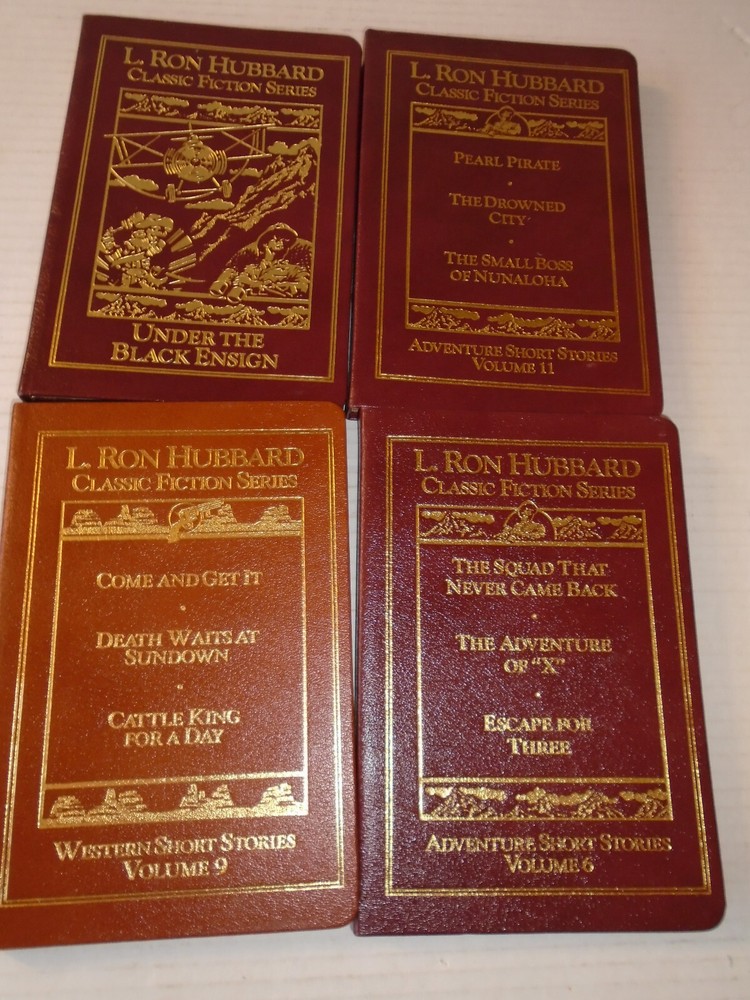 L. RON HUBBARD
CLASSIC FICTION SERIES
UNDER THE
BLACK ENSIGN
L. RON HUBBARD
CLASSIC FICTION SERIES
PEARL PIRATE
THE DROWNED
CITY
THE SMALL BOSS
OF NUNALOHA
ADVENTURE SHORT STORIES
VOLUME 11
L. RON HUBBARD
CLASSIC FICTION SERIES
COME AND GET IT
DEATH WAITS AT
SUNDOWN
CATTLE KING
FOR A DAY
WESTERN SHORT STORIES
VOLUME 9
L. RON HUBBARD
CLASSIC FICTION SERIES
THE SQUAD THAT
NEVER CAME BACK
THE ADVENTURE
OF "X"
ESCAPE FOR
THREE
ADVENTURE SHORT STORIES
VOLUME 6